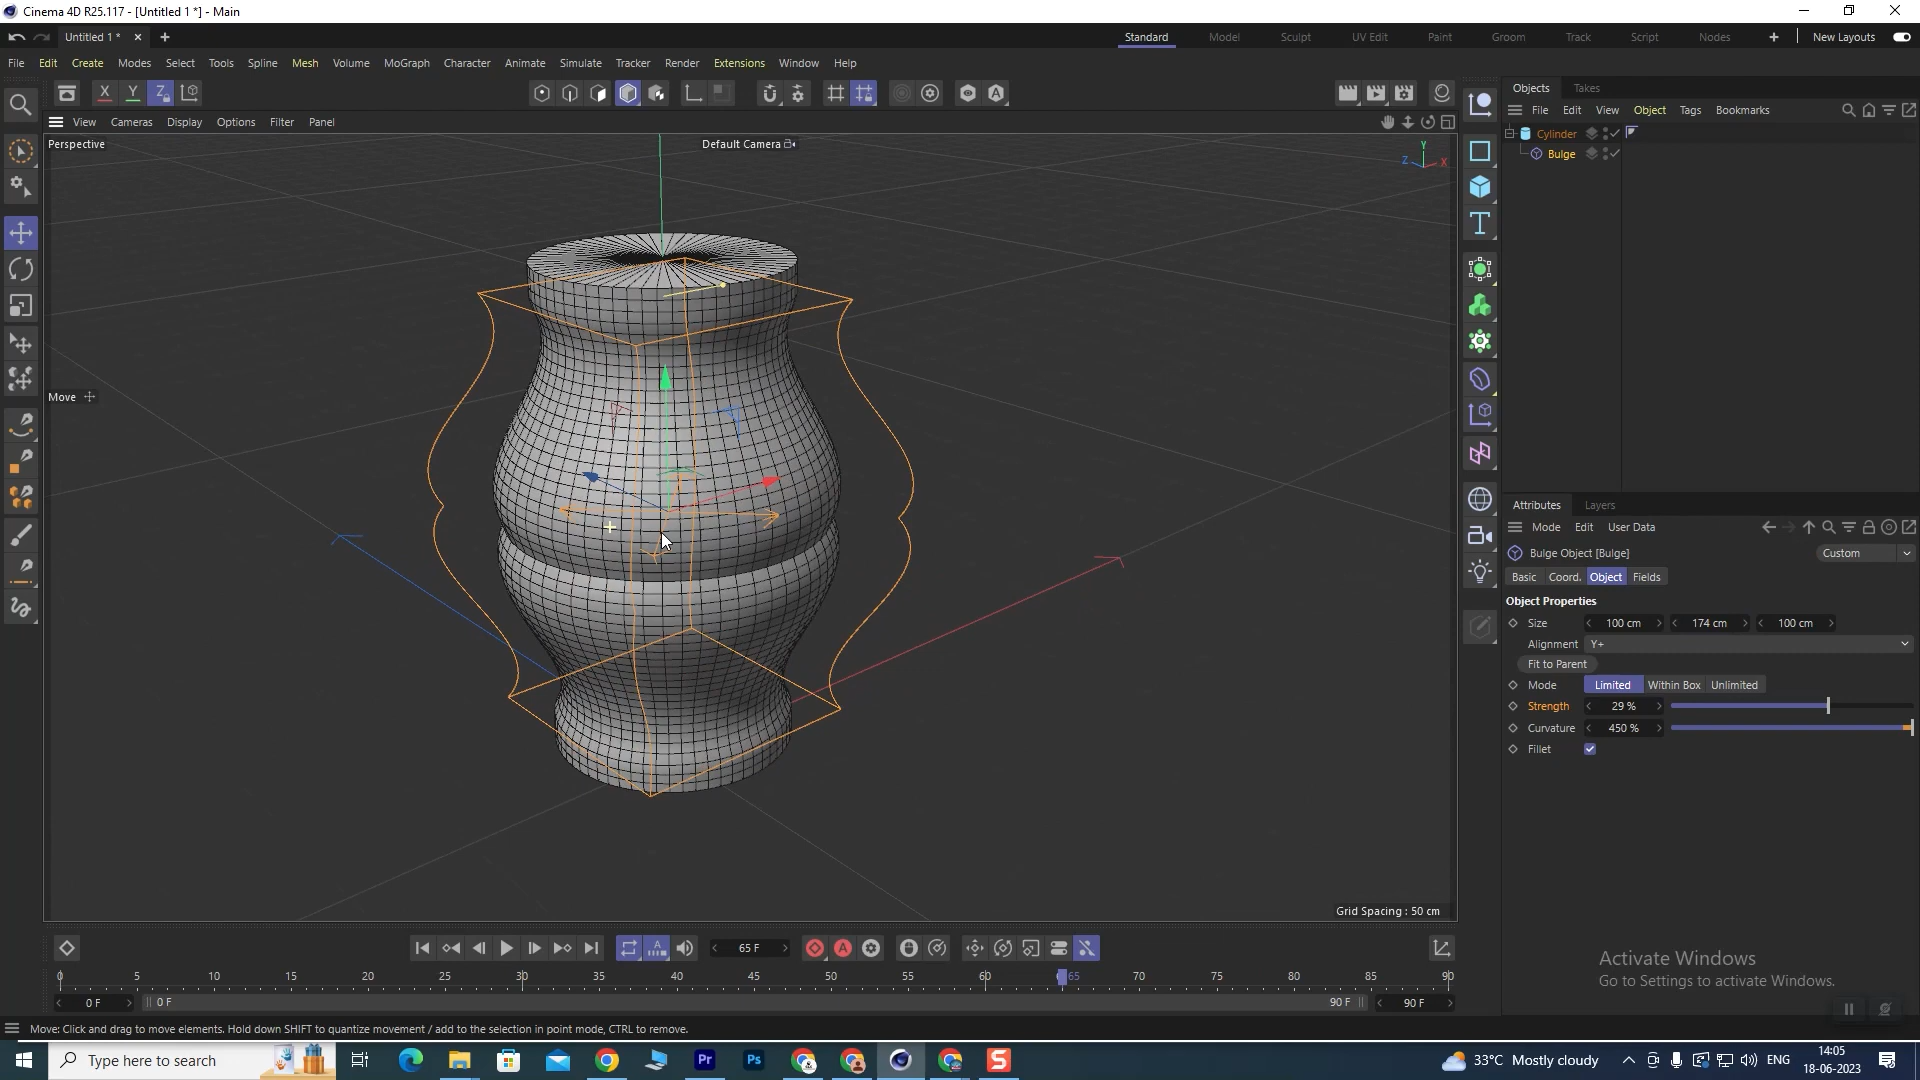 Cinema 4D R25.117 - [Untitled 1 *] - Main
Untitled 1 *
Standard Model Sculpt UV Edit Paint Groom Track Script Nodes New Layouts
File Edit Create Modes Select Tools Spline Mesh Volume MoGraph Character Animate Simulate Tracker Render Extensions Window Help
X Y Z
Objects Takes
View Cameras Display Options Filter Panel
File Edit View Object Tags Bookmarks
Perspective
Default Camera
Y
Z X
Cylinder
Bulge
Move
Attributes Layers
Mode Edit User Data
Bulge Object [Bulge]
Custom
Basic Coord. Object Fields
Object Properties
Size 100 cm 174 cm 100 cm
Alignment Y+
Fit to Parent
Mode Limited Within Box Unlimited
Strength 29 %
Curvature 450 %
Fillet
Grid Spacing : 50 cm
65 F
0 5 10 15 20 25 30 35 40 45 50 55 60 65 70 75 80 85 90
0 F 0 F 90 F 90 F
Activate Windows
Go to Settings to activate Windows.
Move: Click and drag to move elements. Hold down SHIFT to quantize movement / add to the selection in point mode, CTRL to remove.
Type here to search
Pr
Ps
S
33°C Mostly cloudy
ENG
14:05
18-06-2023